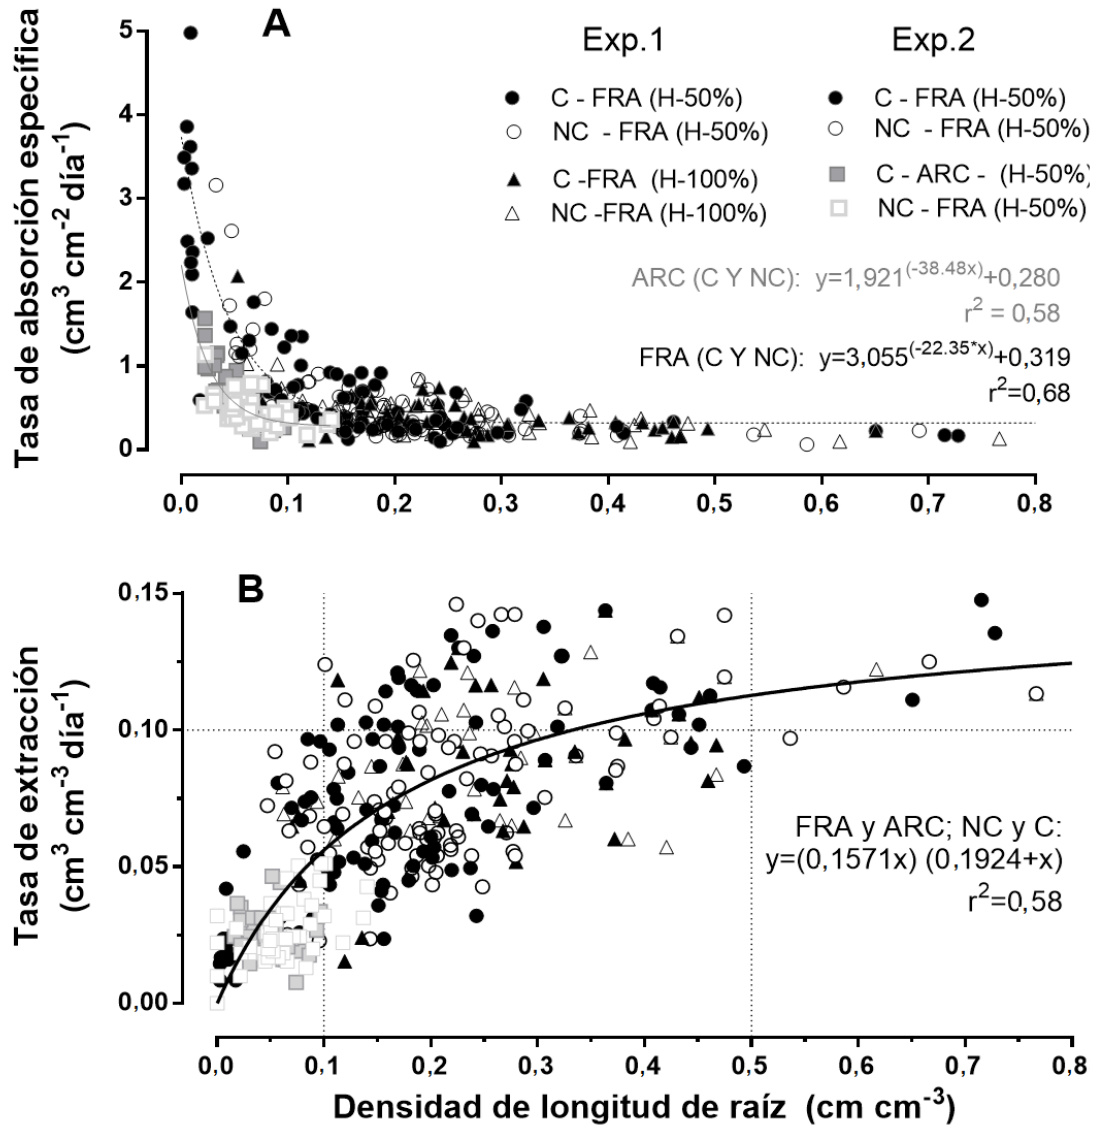 A
Exp.1
Exp.2
C - FRA (H-50%)
NC - FRA (H-50%)
C -FRA (H-100%)
NC -FRA (H-100%)
C - FRA (H-50%)
NC - FRA (H-50%)
C - ARC - (H-50%)
NC - FRA (H-50%)
ARC (C Y NC): y=1,921(-38.48x)+0,280
r2 = 0,58
FRA (C Y NC): y=3,055(-22.35*x)+0,319
r2=0,68
Tasa de absorción específica
(cm3 cm-2 día-1)
5
4
3
2
1
0
0,0 0,1 0,2 0,3 0,4 0,5 0,6 0,7 0,8
B
Tasa de extracción
(cm3 cm-3 día-1)
0,15
0,10
0,05
0,00
FRA y ARC; NC y C:
y=(0,1571x) (0,1924+x)
r2=0,58
0,0 0,1 0,2 0,3 0,4 0,5 0,6 0,7 0,8
Densidad de longitud de raíz (cm cm-3)